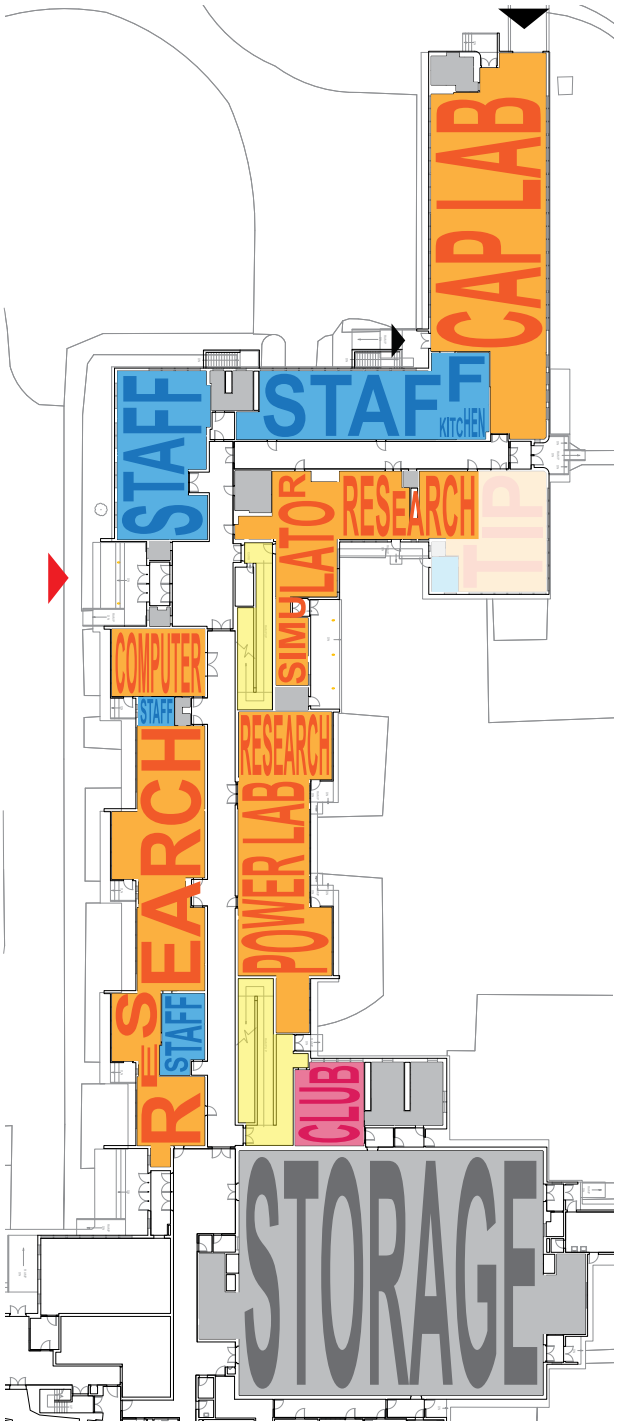 CAP LAB
STAFF
KITCHEN
STAFF
RESEARCH
SIMULATOR
TIP
COMPUTER
STAFF
RESEARCH
RESEARCH
POWER LAB
STAFF
CLUB
STORAGE